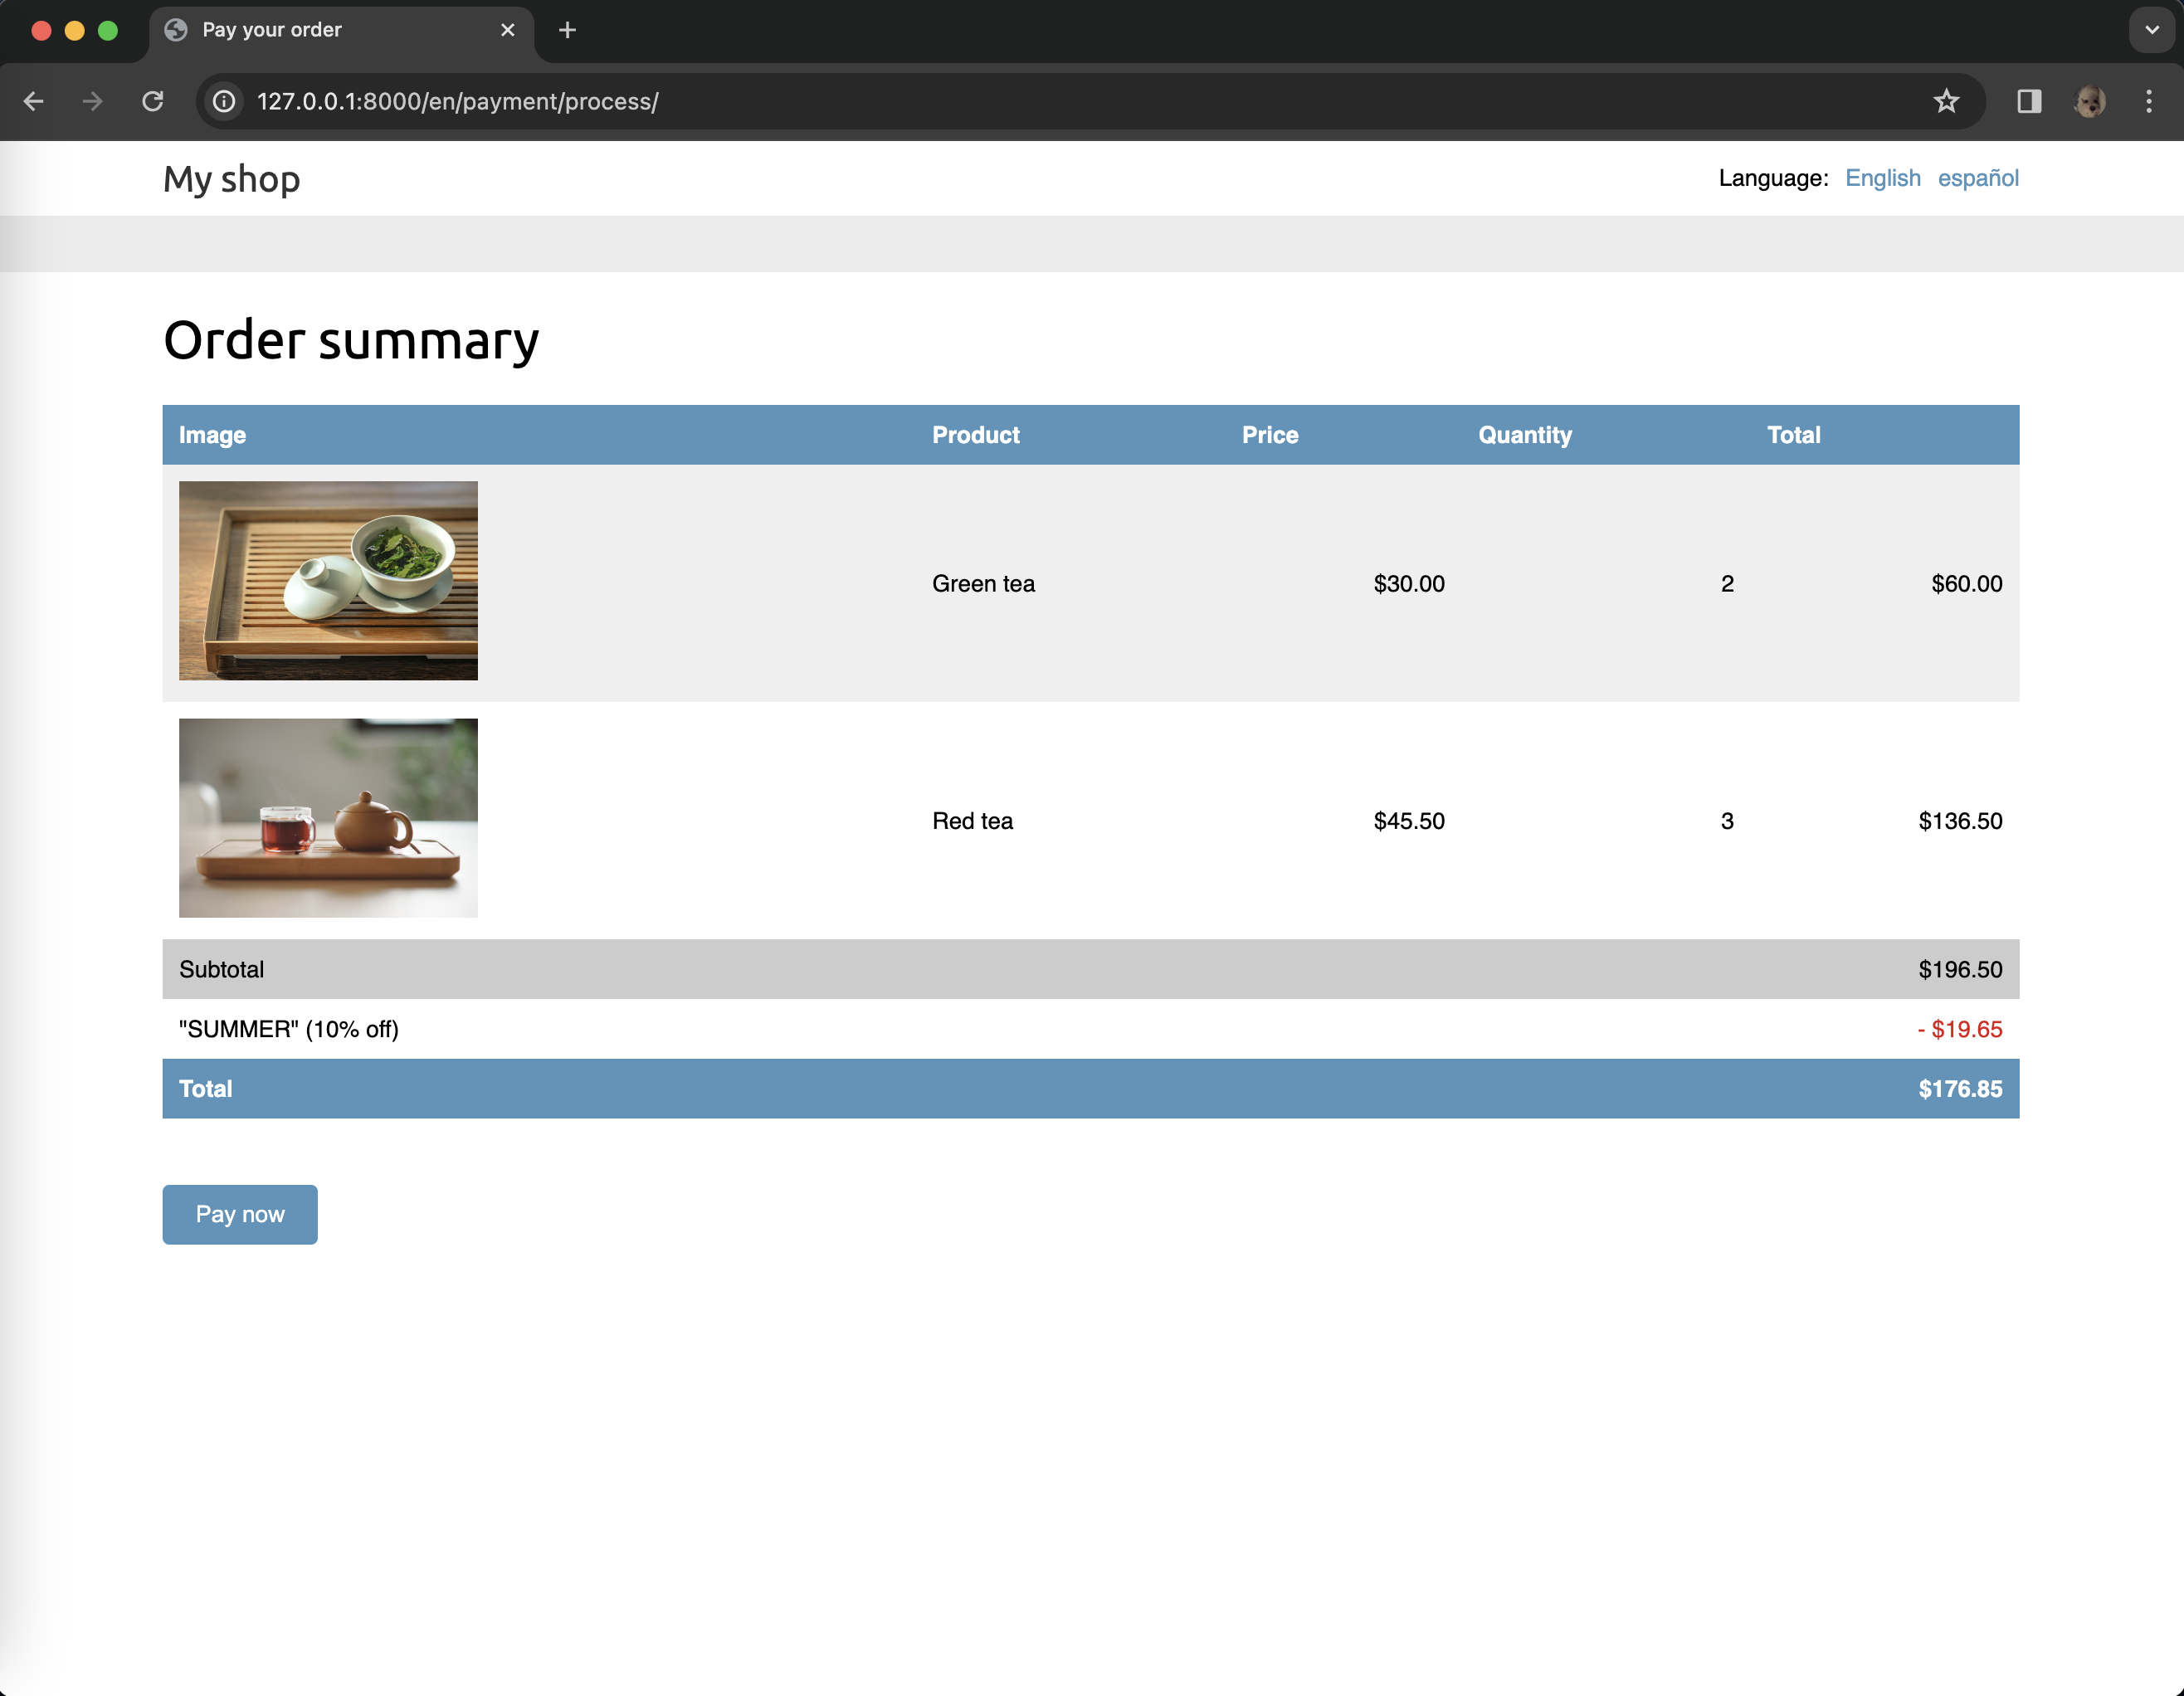 Pay your order
127.0.0.1:8000/en/payment/process/
My shop
Language: English español
Order summary
Image Product Price Quantity Total
Green tea $30.00 2 $60.00
Red tea $45.50 3 $136.50
Subtotal $196.50
"SUMMER" (10% off) - $19.65
Total $176.85
Pay now